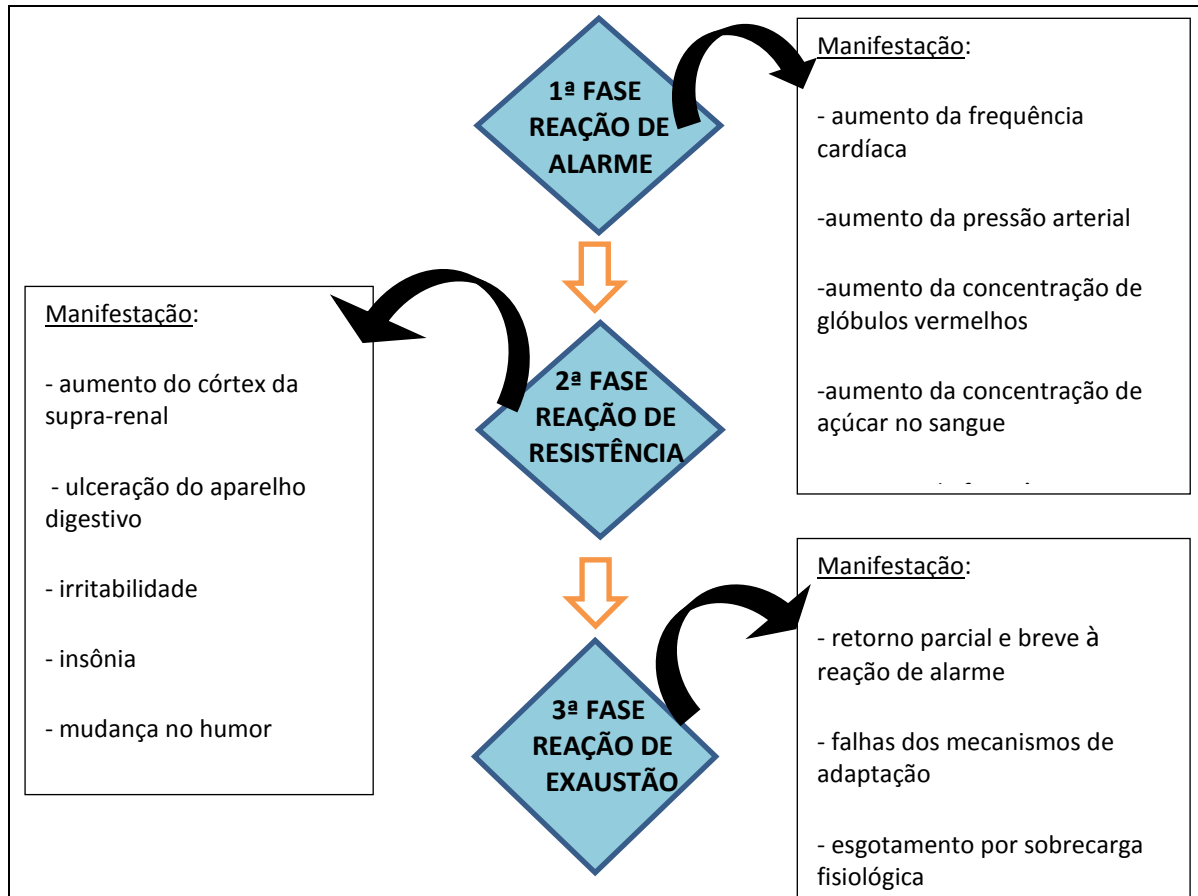 1ª FASE
REAÇÃO DE
ALARME
Manifestação:
- aumento da frequência
cardíaca
-aumento da pressão arterial
-aumento da concentração de
glóbulos vermelhos
-aumento da concentração de
açúcar no sangue
2ª FASE
REAÇÃO DE
RESISTÊNCIA
Manifestação:
- aumento do córtex da
supra-renal
- ulceração do aparelho
digestivo
- irritabilidade
- insônia
- mudança no humor
3ª FASE
REAÇÃO DE
EXAUSTÃO
Manifestação:
- retorno parcial e breve à
reação de alarme
- falhas dos mecanismos de
adaptação
- esgotamento por sobrecarga
fisiológica